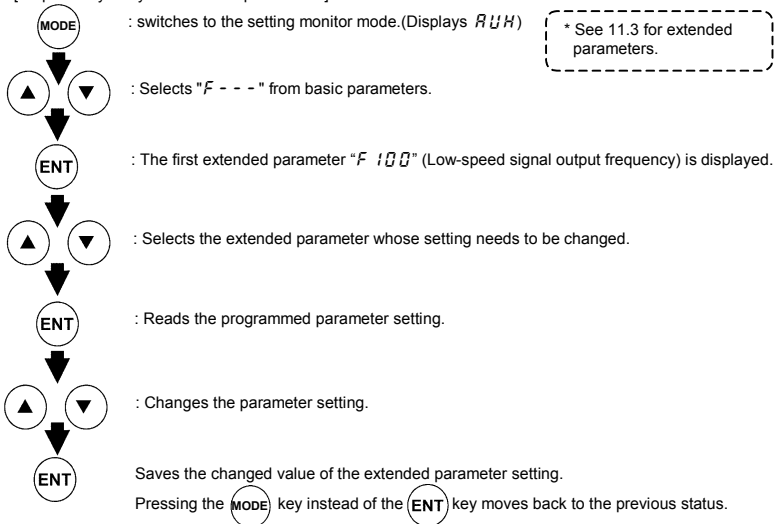 MODE : switches to the setting monitor mode.(Displays AUH)
* See 11.3 for extended
parameters.
▲ ▼ : Selects "F - - -" from basic parameters.
ENT : The first extended parameter “F 100” (Low-speed signal output frequency) is displayed.
▲ ▼ : Selects the extended parameter whose setting needs to be changed.
ENT : Reads the programmed parameter setting.
▲ ▼ : Changes the parameter setting.
ENT Saves the changed value of the extended parameter setting.
Pressing the MODE key instead of the ENT key moves back to the previous status.